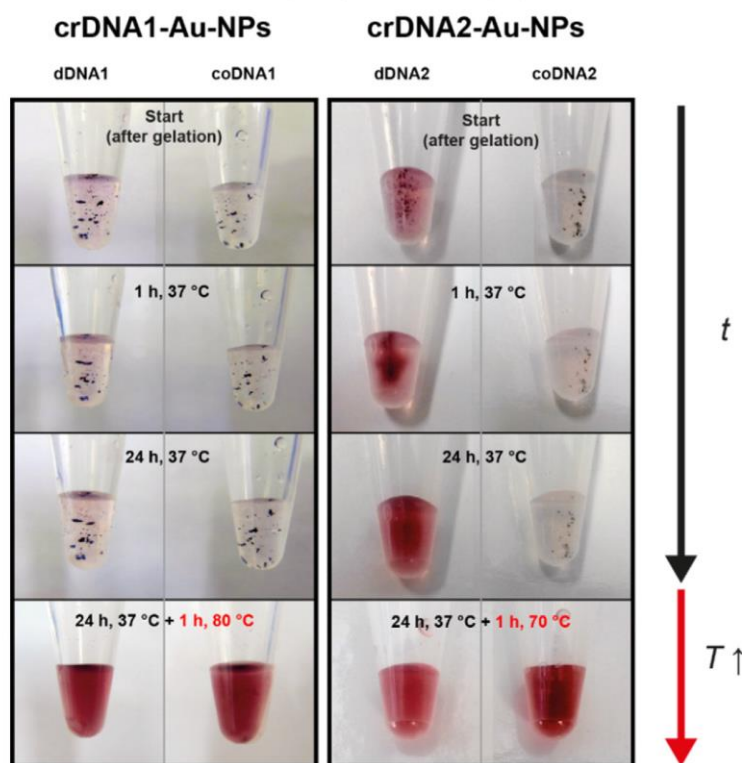 crDNA1-Au-NPs crDNA2-Au-NPs
dDNA1 coDNA1 dDNA2 coDNA2
Start
(after gelation)
Start
(after gelation)
1 h, 37 °C 1 h, 37 °C
24 h, 37 °C 24 h, 37 °C
24 h, 37 °C + 1 h, 80 °C 24 h, 37 °C + 1 h, 70 °C
t
T ↑